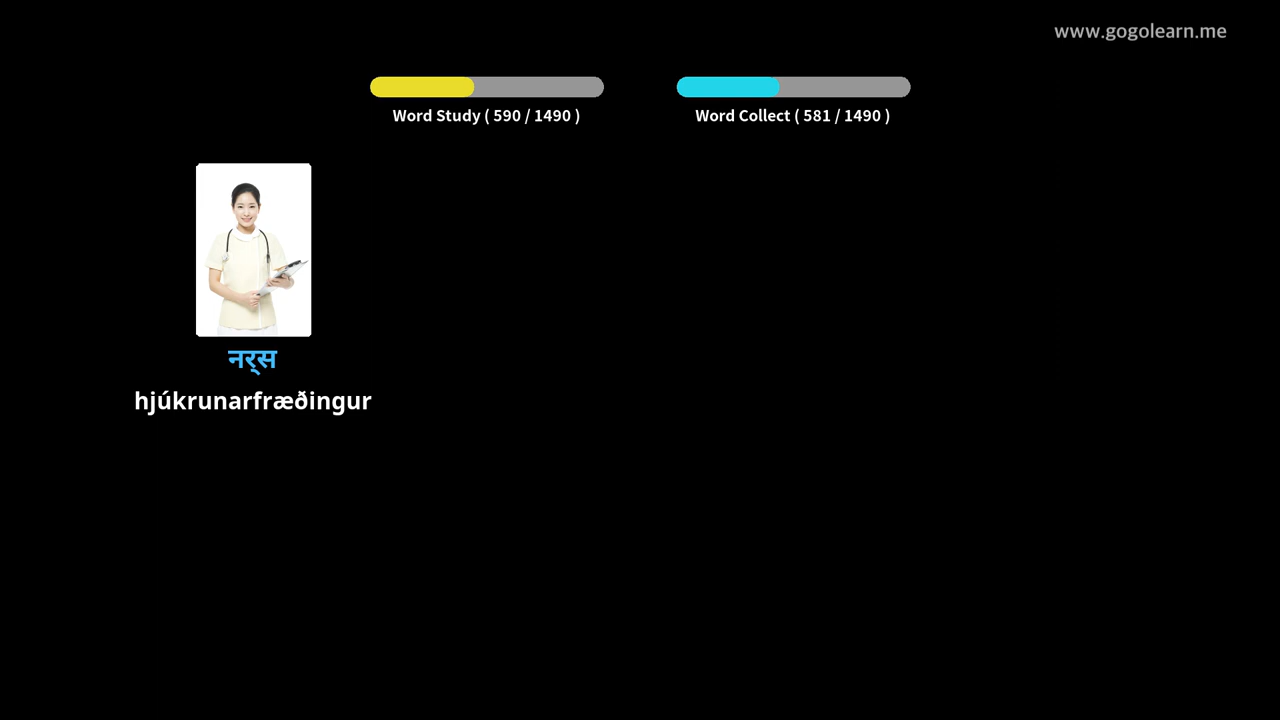 www.gogolearn.me
Word Study ( 590 / 1490 )
Word Collect ( 581 / 1490 )
नर्‍स
hjúkrunarfræðingur